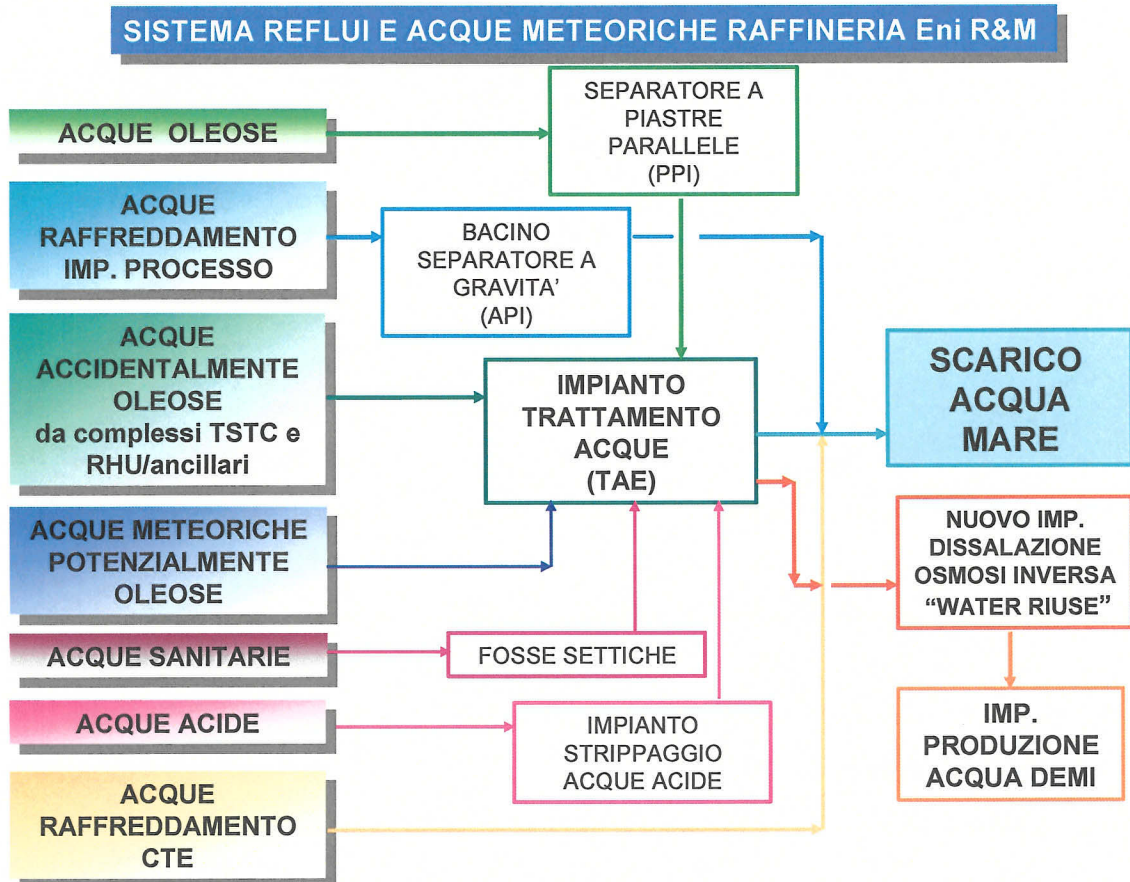 SISTEMA REFLUI E ACQUE METEORICHE RAFFINERIA Eni R&M
SEPARATORE A
PIASTRE
PARALLELE
(PPI)
ACQUE OLEOSE
ACQUE
RAFFREDDAMENTO
IMP. PROCESSO
BACINO
SEPARATORE A
GRAVITA'
(API)
ACQUE
ACCIDENTALMENTE
OLEOSE
da complessi TSTC e
RHU/ancillari
IMPIANTO
TRATTAMENTO
ACQUE
(TAE)
SCARICO
ACQUA
MARE
ACQUE METEORICHE
POTENZIALMENTE
OLEOSE
NUOVO IMP.
DISSALAZIONE
OSMOSI INVERSA
“WATER RIUSE”
ACQUE SANITARIE
FOSSE SETTICHE
ACQUE ACIDE
IMPIANTO
STRIPPAGGIO
ACQUE ACIDE
IMP.
PRODUZIONE
ACQUA DEMI
ACQUE
RAFFREDDAMENTO
CTE